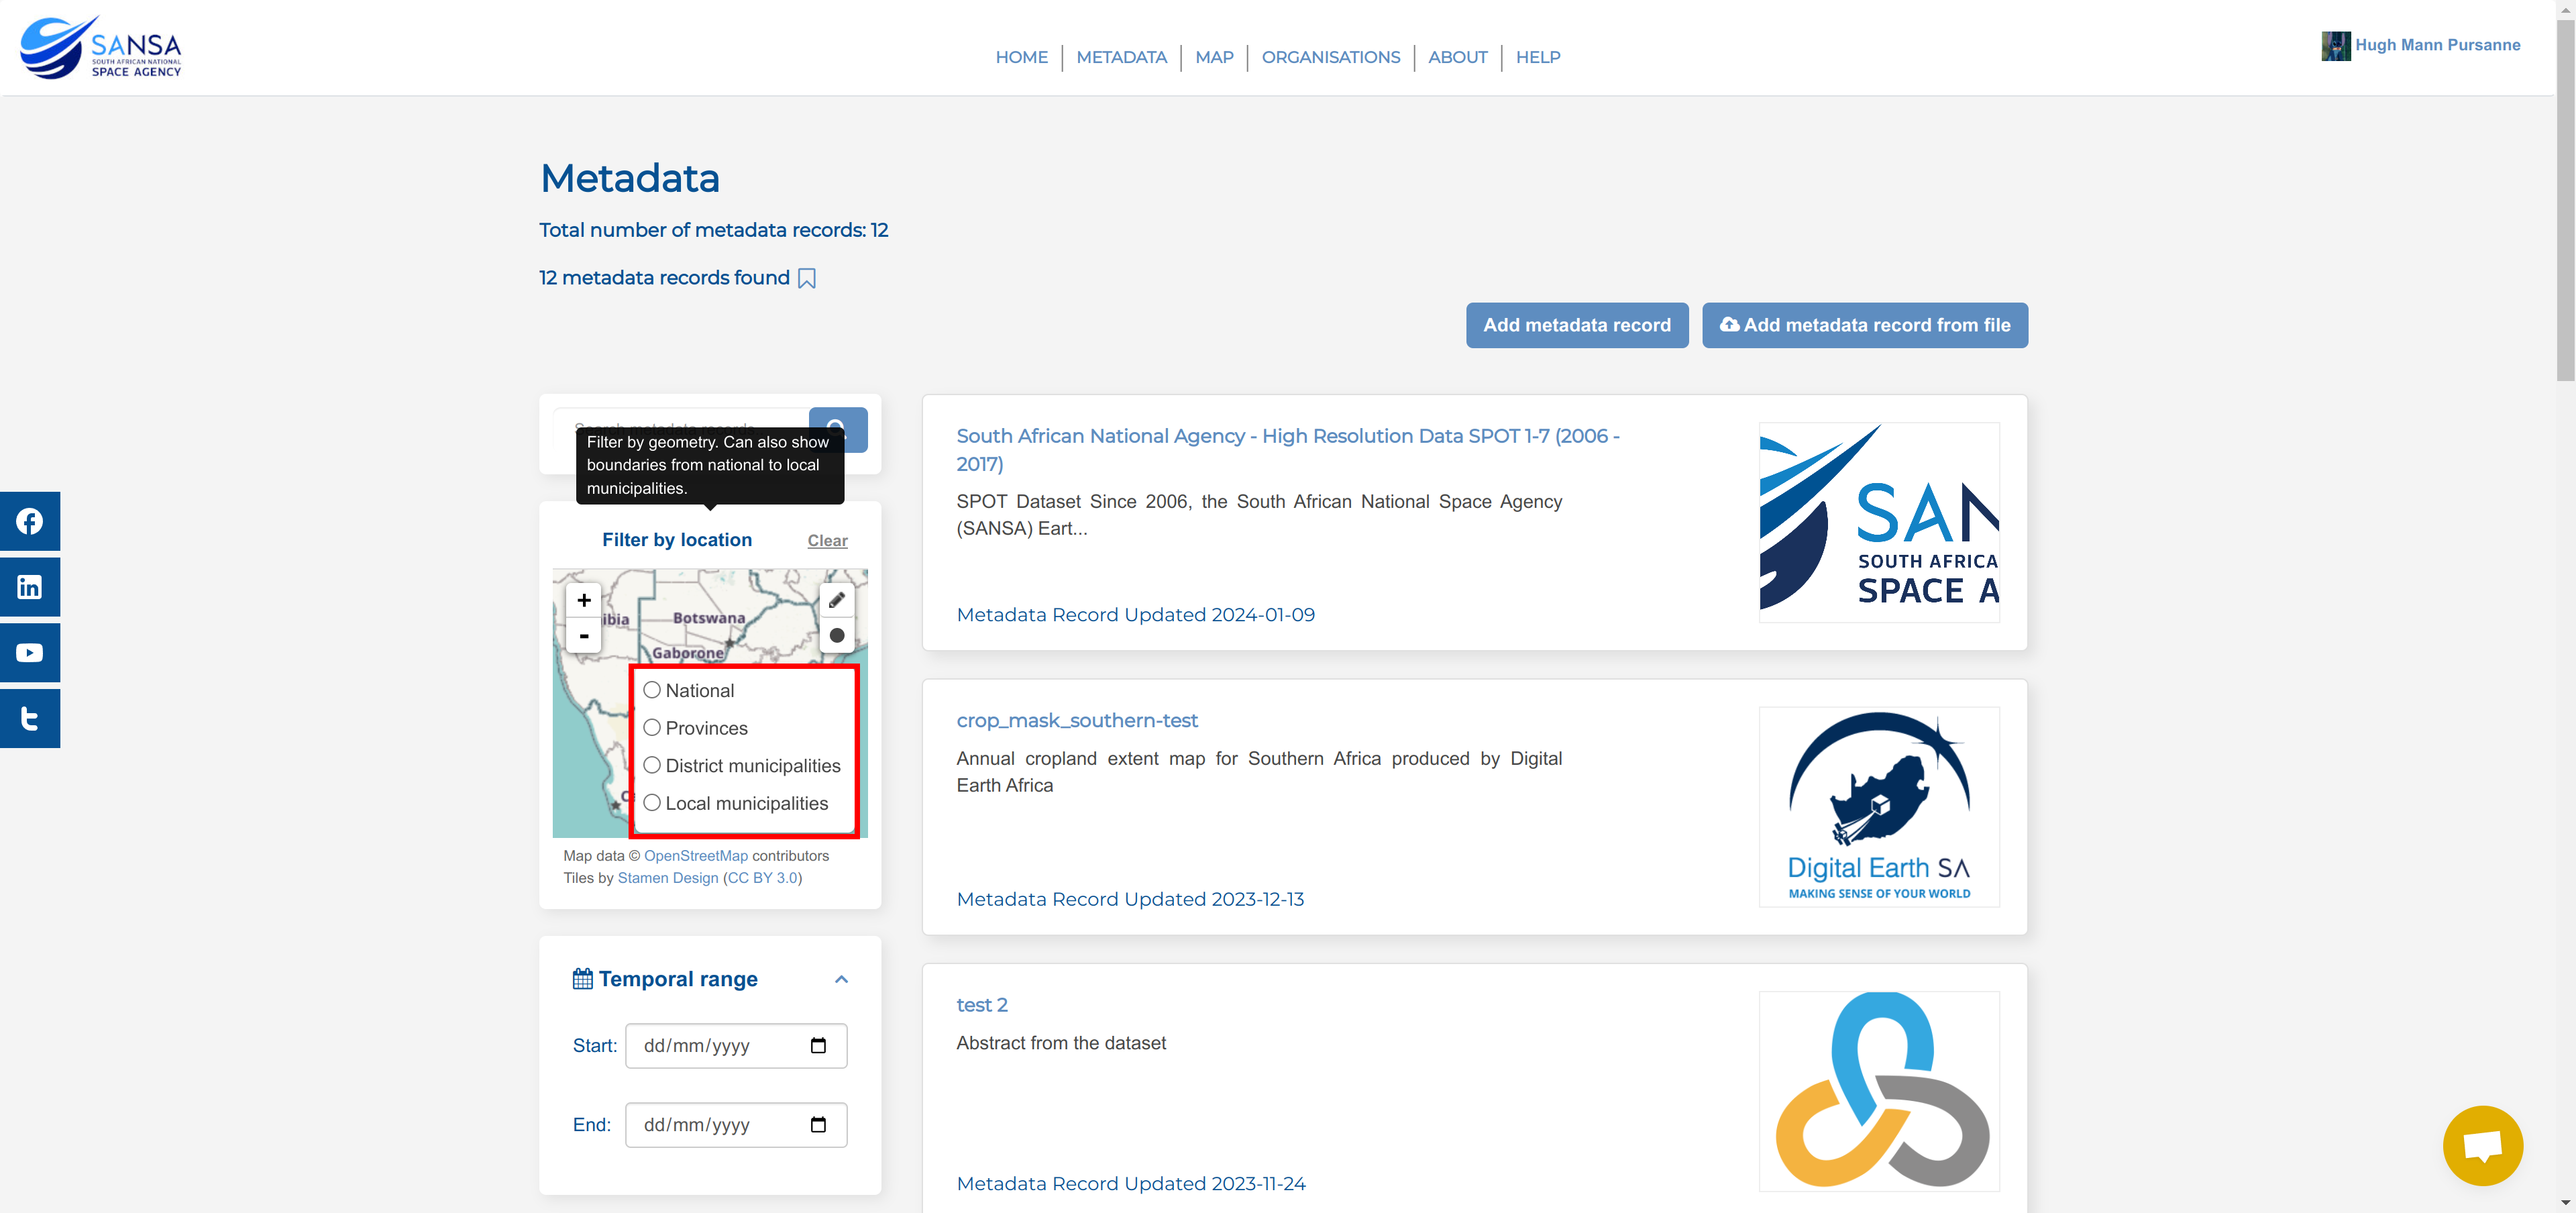 SANSA
SOUTH AFRICAN NATIONAL
SPACE AGENCY
HOME
METADATA
MAP
ORGANISATIONS
ABOUT
HELP
Hugh Mann Pursanne
Metadata
Total number of metadata records: 12
12 metadata records found
Add metadata record
Add metadata record from file
Search metadata records
Filter by geometry. Can also show
boundaries from national to local
municipalities.
Filter by location
Clear
+
-
ibia
Botswana
Gaborone
National
Provinces
District municipalities
Local municipalities
Map data © OpenStreetMap contributors
Tiles by Stamen Design (CC BY 3.0)
Temporal range
Start:
dd/mm/yyyy
End:
dd/mm/yyyy
South African National Agency - High Resolution Data SPOT 1-7 (2006 -
2017)
SPOT Dataset Since 2006, the South African National Space Agency
(SANSA) Eart...
Metadata Record Updated 2024-01-09
SAN
SOUTH AFRICA
SPACE A
crop_mask_southern-test
Annual cropland extent map for Southern Africa produced by Digital
Earth Africa
Metadata Record Updated 2023-12-13
Digital Earth SA
MAKING SENSE OF YOUR WORLD
test 2
Abstract from the dataset
Metadata Record Updated 2023-11-24